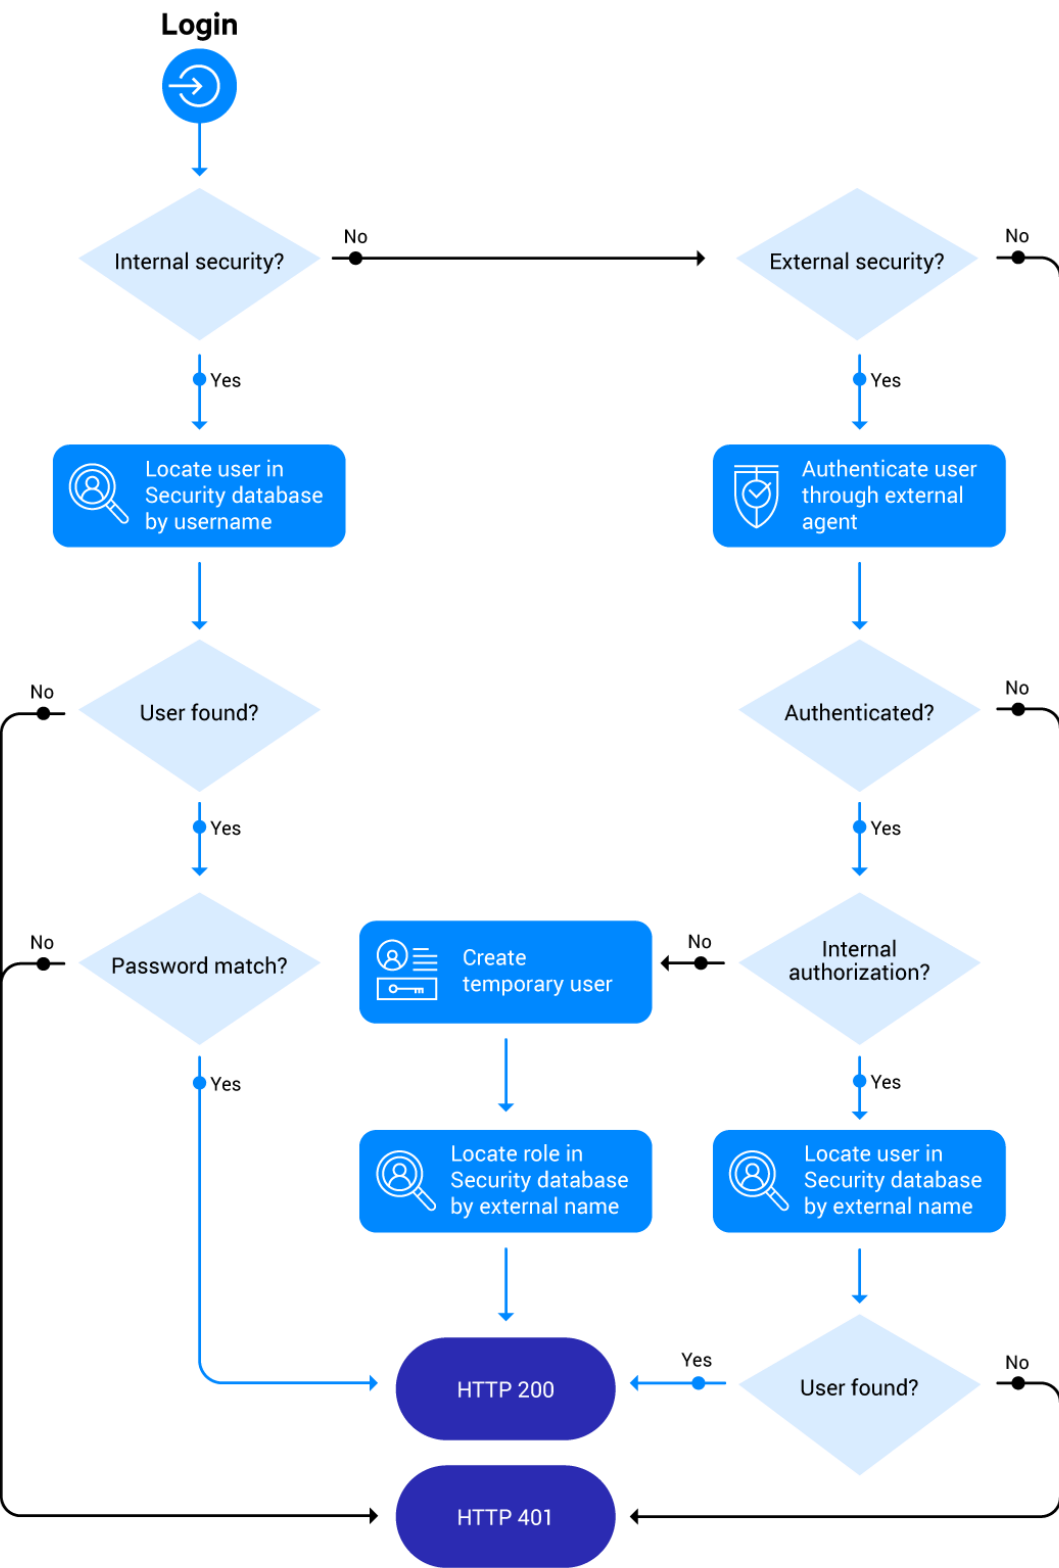 Login
Internal security?
No
External security?
No
Yes
Yes
Locate user in
Security database
by username
Authenticate user
through external
agent
No
User found?
Authenticated?
No
Yes
Yes
No
Password match?
Create
temporary user
No
Internal
authorization?
Yes
Yes
Locate role in
Security database
by external name
Locate user in
Security database
by external name
HTTP 200
Yes
User found?
No
HTTP 401